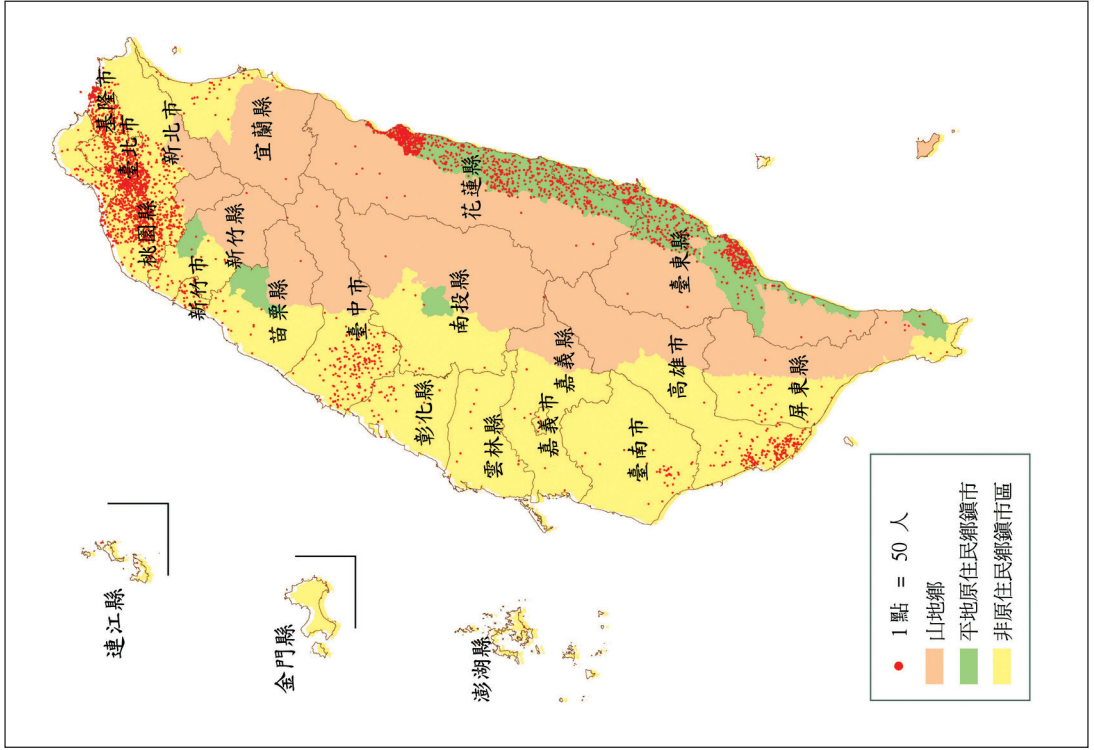 連江縣
金門縣
澎湖縣
基隆市
臺北市
新北市
桃園縣
新竹市
新竹縣
宜蘭縣
苗栗縣
臺中市
花蓮縣
彰化縣
南投縣
雲林縣
嘉義市
嘉義縣
臺南市
高雄市
臺東縣
屏東縣
1 點 = 50 人
山地鄉
平地原住民鄉鎮市
非原住民鄉鎮市區